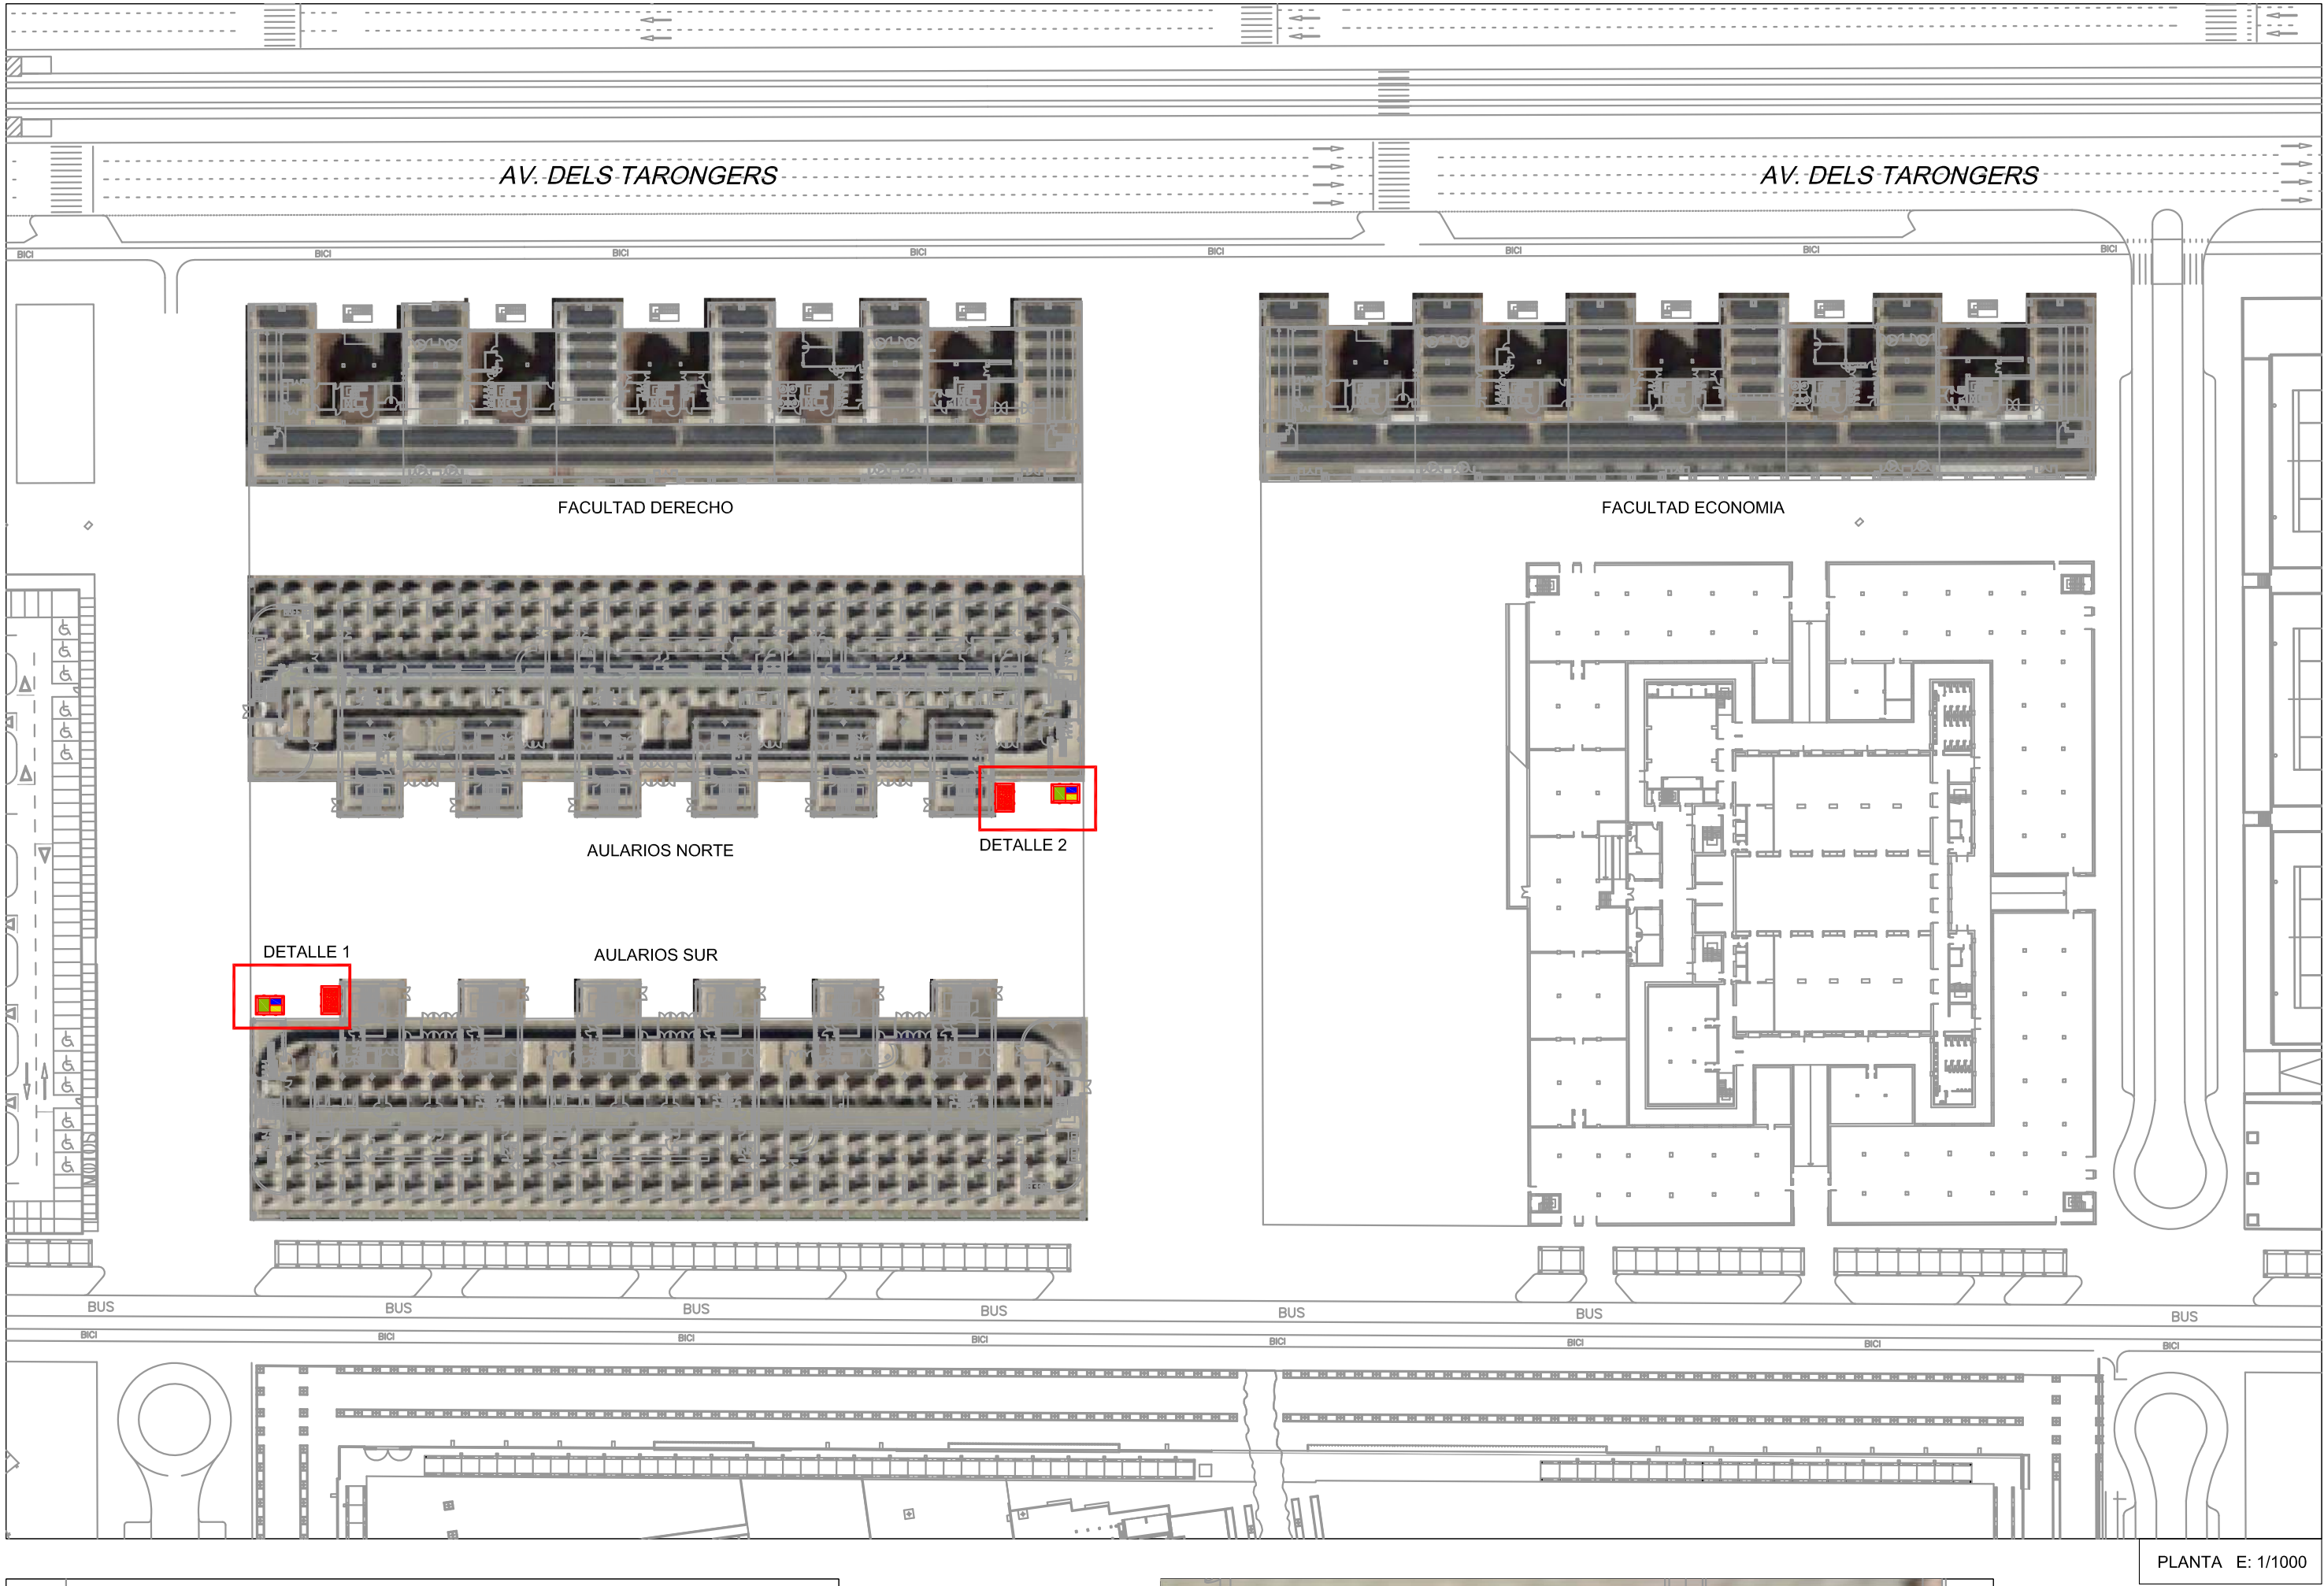 AV. DELS TARONGERS AV. DELS TARONGERS
BICI BICI BICI BICI BICI BICI BICI BICI
FACULTAD DERECHO FACULTAD ECONOMIA
DETALLE 2
AULARIOS NORTE
DETALLE 1 AULARIOS SUR
MOTOS
BUS BUS BUS BUS BUS BUS BUS
BICI BICI BICI BICI BICI BICI BICI BICI
PLANTA E: 1/1000